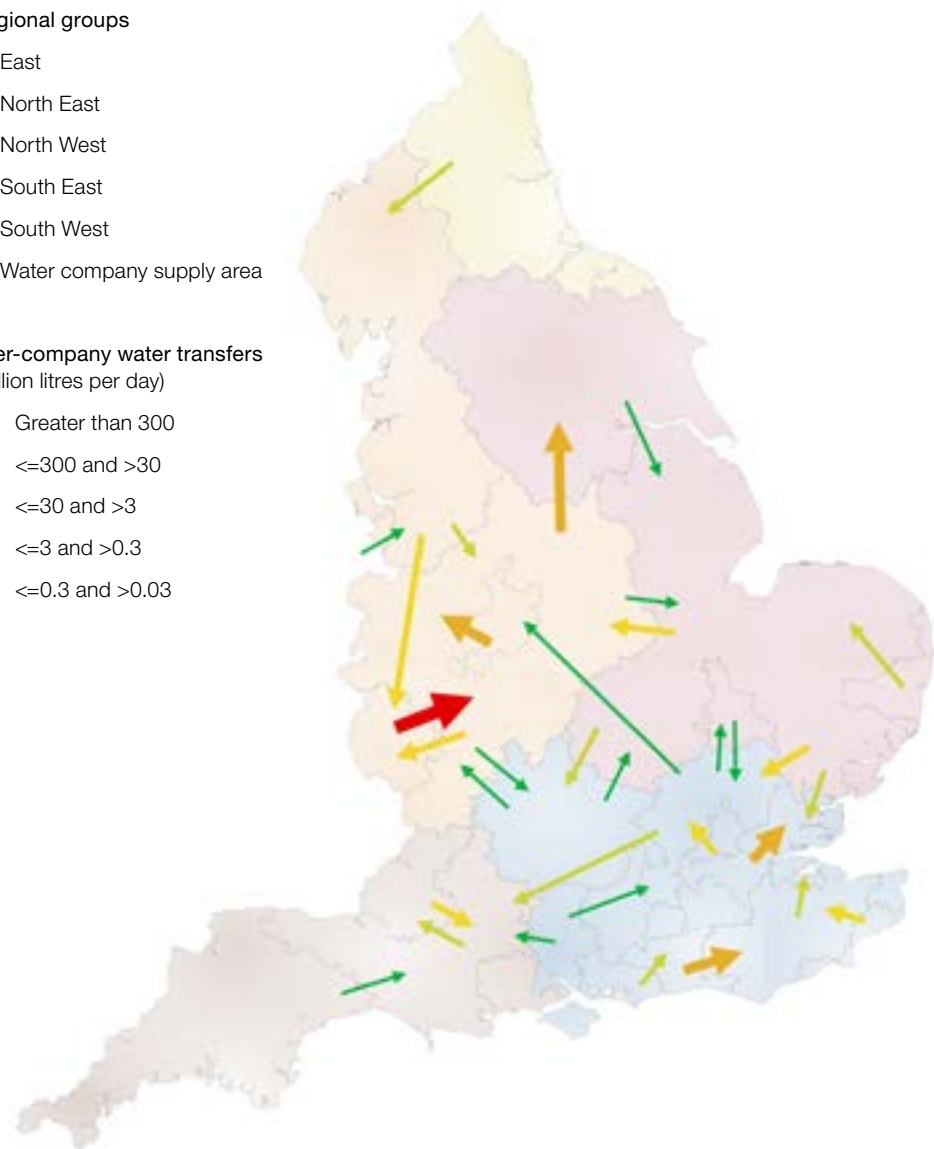 gional groups
East
North East
North West
South East
South West
Water company supply area
er-company water transfers
llion litres per day)
Greater than 300
<=300 and >30
<=30 and >3
<=3 and >0.3
<=0.3 and >0.03